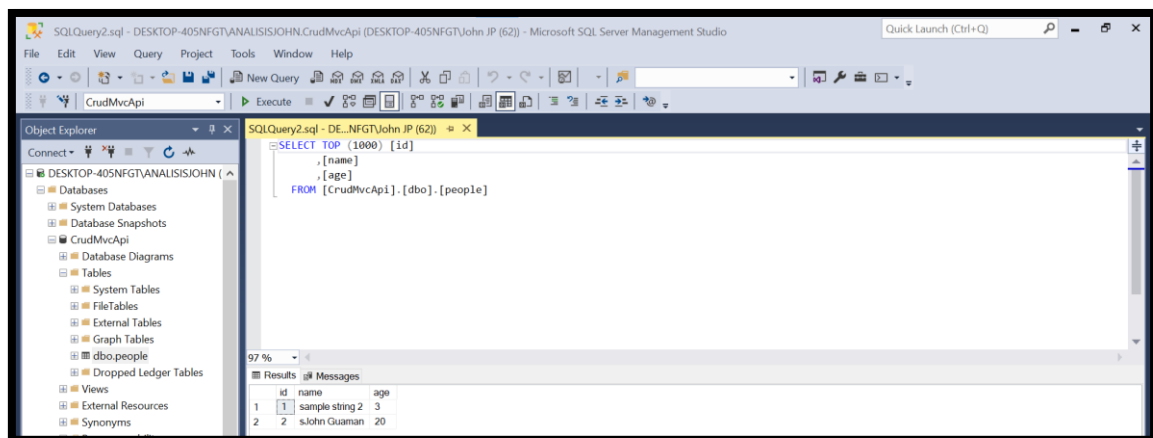 SQLQuery2.sql - DESKTOP-405NFGT\ANALISISJOHN.CrudMvcApi (DESKTOP-405NFGT\John JP (62)) - Microsoft SQL Server Management Studio
Quick Launch (Ctrl+Q)
File Edit View Query Project Tools Window Help
New Query
CrudMvcApi
Execute
Object Explorer
SQLQuery2.sql - DE...NFGT\John JP (62))
Connect
DESKTOP-405NFGT\ANALISISJOHN (
Databases
System Databases
Database Snapshots
CrudMvcApi
Database Diagrams
Tables
System Tables
FileTables
External Tables
Graph Tables
dbo.people
Dropped Ledger Tables
Views
External Resources
Synonyms
SELECT TOP (1000) [id]
,[name]
,[age]
FROM [CrudMvcApi].[dbo].[people]
97 %
Results Messages
id name age
1 1 sample string 2 3
2 2 sJohn Guaman 20